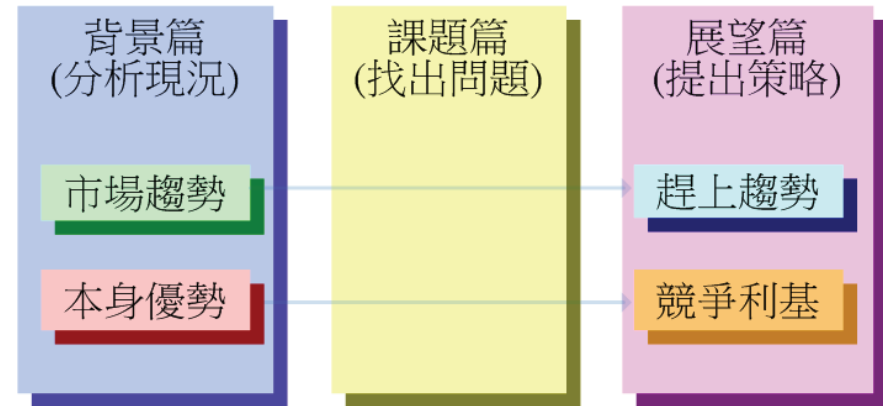 背景篇
(分析現況)
課題篇
(找出問題)
展望篇
(提出策略)
市場趨勢
趕上趨勢
本身優勢
競爭利基